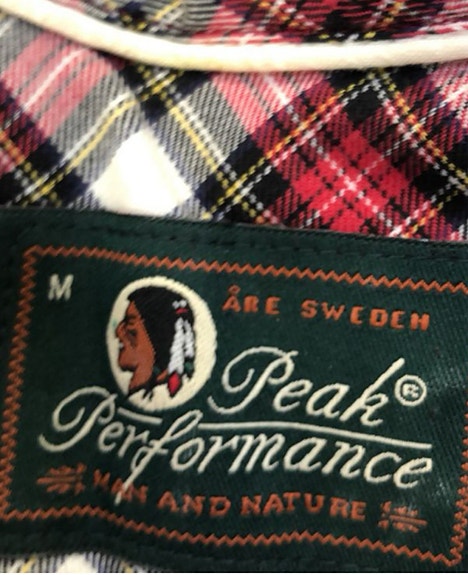 M
ÅRE SWEDEN
Peak®
Performance
MAN AND NATURE